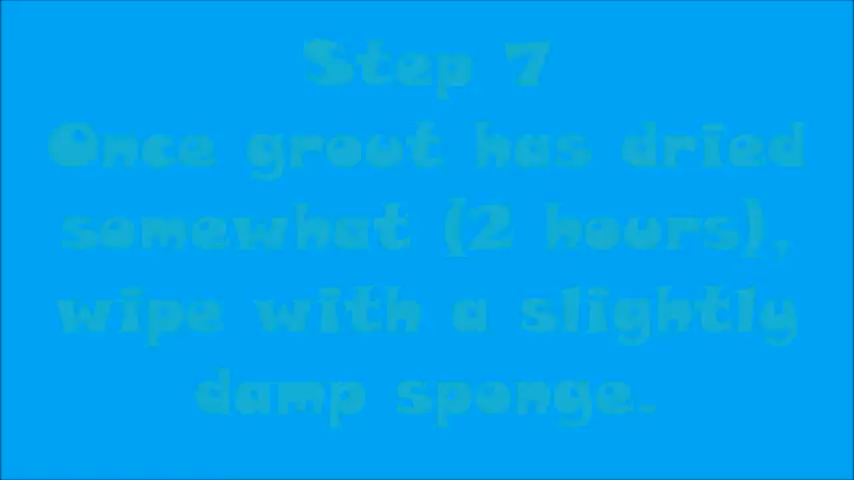 Step 7
Once grout has dried
somewhat (2 hours),
wipe with a slightly
damp sponge.